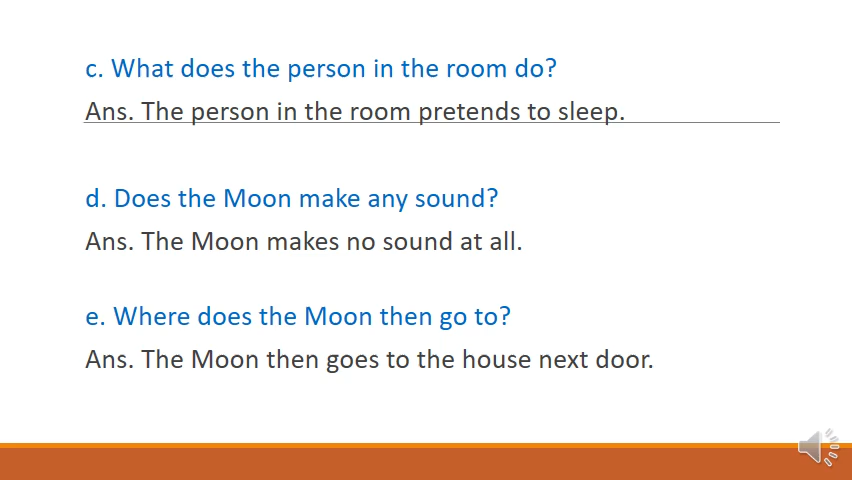 c. What does the person in the room do?
Ans. The person in the room pretends to sleep.
d. Does the Moon make any sound?
Ans. The Moon makes no sound at all.
e. Where does the Moon then go to?
Ans. The Moon then goes to the house next door.